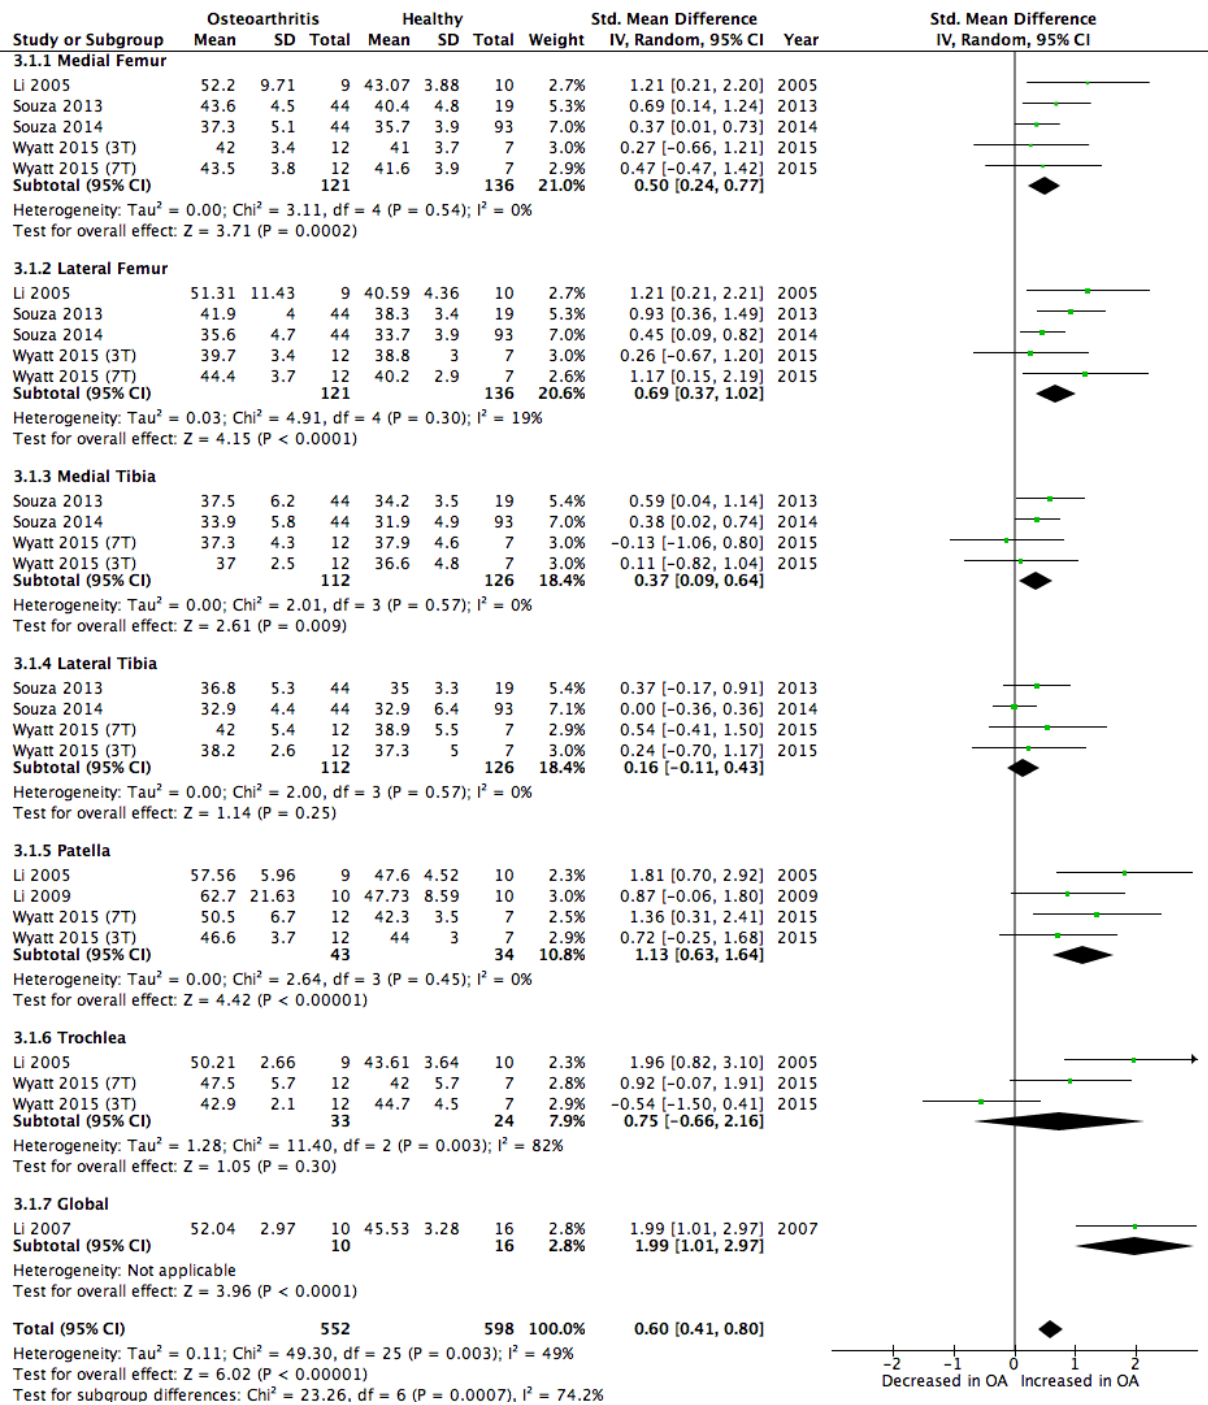 Osteoarthritis Healthy Std. Mean Difference Std. Mean Difference
Study or Subgroup Mean SD Total Mean SD Total Weight IV, Random, 95% CI Year IV, Random, 95% CI
3.1.1 Medial Femur
Li 2005 52.2 9.71 9 43.07 3.88 10 2.7% 1.21 [0.21, 2.20] 2005
Souza 2013 43.6 4.5 44 40.4 4.8 19 5.3% 0.69 [0.14, 1.24] 2013
Souza 2014 37.3 5.1 44 35.7 3.9 93 7.0% 0.37 [0.01, 0.73] 2014
Wyatt 2015 (3T) 42 3.4 12 41 3.7 7 3.0% 0.27 [−0.66, 1.21] 2015
Wyatt 2015 (7T) 43.5 3.8 12 41.6 3.9 7 2.9% 0.47 [−0.47, 1.42] 2015
Subtotal (95% CI) 121 136 21.0% 0.50 [0.24, 0.77]
Heterogeneity: Tau² = 0.00; Chi² = 3.11, df = 4 (P = 0.54); I² = 0%
Test for overall effect: Z = 3.71 (P = 0.0002)
3.1.2 Lateral Femur
Li 2005 51.31 11.43 9 40.59 4.36 10 2.7% 1.21 [0.21, 2.21] 2005
Souza 2013 41.9 4 44 38.3 3.4 19 5.3% 0.93 [0.36, 1.49] 2013
Souza 2014 35.6 4.7 44 33.7 3.9 93 7.0% 0.45 [0.09, 0.82] 2014
Wyatt 2015 (3T) 39.7 3.4 12 38.8 3 7 3.0% 0.26 [−0.67, 1.20] 2015
Wyatt 2015 (7T) 44.4 3.7 12 40.2 2.9 7 2.6% 1.17 [0.15, 2.19] 2015
Subtotal (95% CI) 121 136 20.6% 0.69 [0.37, 1.02]
Heterogeneity: Tau² = 0.03; Chi² = 4.91, df = 4 (P = 0.30); I² = 19%
Test for overall effect: Z = 4.15 (P < 0.0001)
3.1.3 Medial Tibia
Souza 2013 37.5 6.2 44 34.2 3.5 19 5.4% 0.59 [0.04, 1.14] 2013
Souza 2014 33.9 5.8 44 31.9 4.9 93 7.0% 0.38 [0.02, 0.74] 2014
Wyatt 2015 (7T) 37.3 4.3 12 37.9 4.6 7 3.0% −0.13 [−1.06, 0.80] 2015
Wyatt 2015 (3T) 37 2.5 12 36.6 4.8 7 3.0% 0.11 [−0.82, 1.04] 2015
Subtotal (95% CI) 112 126 18.4% 0.37 [0.09, 0.64]
Heterogeneity: Tau² = 0.00; Chi² = 2.01, df = 3 (P = 0.57); I² = 0%
Test for overall effect: Z = 2.61 (P = 0.009)
3.1.4 Lateral Tibia
Souza 2013 36.8 5.3 44 35 3.3 19 5.4% 0.37 [−0.17, 0.91] 2013
Souza 2014 32.9 4.4 44 32.9 6.4 93 7.1% 0.00 [−0.36, 0.36] 2014
Wyatt 2015 (7T) 42 5.4 12 38.9 5.5 7 2.9% 0.54 [−0.41, 1.50] 2015
Wyatt 2015 (3T) 38.2 2.6 12 37.3 5 7 3.0% 0.24 [−0.70, 1.17] 2015
Subtotal (95% CI) 112 126 18.4% 0.16 [−0.11, 0.43]
Heterogeneity: Tau² = 0.00; Chi² = 2.00, df = 3 (P = 0.57); I² = 0%
Test for overall effect: Z = 1.14 (P = 0.25)
3.1.5 Patella
Li 2005 57.56 5.96 9 47.6 4.52 10 2.3% 1.81 [0.70, 2.92] 2005
Li 2009 62.7 21.63 10 47.73 8.59 10 3.0% 0.87 [−0.06, 1.80] 2009
Wyatt 2015 (7T) 50.5 6.7 12 42.3 3.5 7 2.5% 1.36 [0.31, 2.41] 2015
Wyatt 2015 (3T) 46.6 3.7 12 44 3 7 2.9% 0.72 [−0.25, 1.68] 2015
Subtotal (95% CI) 43 34 10.8% 1.13 [0.63, 1.64]
Heterogeneity: Tau² = 0.00; Chi² = 2.64, df = 3 (P = 0.45); I² = 0%
Test for overall effect: Z = 4.42 (P < 0.00001)
3.1.6 Trochlea
Li 2005 50.21 2.66 9 43.61 3.64 10 2.3% 1.96 [0.82, 3.10] 2005
Wyatt 2015 (7T) 47.5 5.7 12 42 5.7 7 2.8% 0.92 [−0.07, 1.91] 2015
Wyatt 2015 (3T) 42.9 2.1 12 44.7 4.5 7 2.9% −0.54 [−1.50, 0.41] 2015
Subtotal (95% CI) 33 24 7.9% 0.75 [−0.66, 2.16]
Heterogeneity: Tau² = 1.28; Chi² = 11.40, df = 2 (P = 0.003); I² = 82%
Test for overall effect: Z = 1.05 (P = 0.30)
3.1.7 Global
Li 2007 52.04 2.97 10 45.53 3.28 16 2.8% 1.99 [1.01, 2.97] 2007
Subtotal (95% CI) 10 16 2.8% 1.99 [1.01, 2.97]
Heterogeneity: Not applicable
Test for overall effect: Z = 3.96 (P < 0.0001)
Total (95% CI) 552 598 100.0% 0.60 [0.41, 0.80]
Heterogeneity: Tau² = 0.11; Chi² = 49.30, df = 25 (P = 0.003); I² = 49%
Test for overall effect: Z = 6.02 (P < 0.00001)
Test for subgroup differences: Chi² = 23.26, df = 6 (P = 0.0007), I² = 74.2%
−2 −1 0 1 2
Decreased in OA Increased in OA